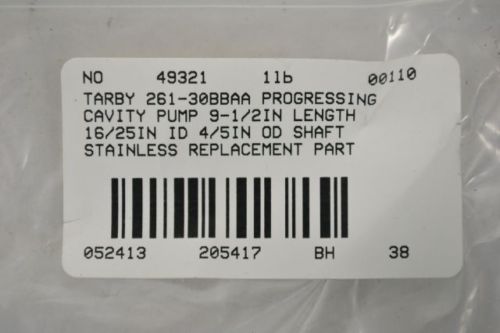 NO 49321 1lb 00110
TARBY 261-30BBAA PROGRESSING
CAVITY PUMP 9-1/2IN LENGTH
16/25IN ID 4/5IN OD SHAFT
STAINLESS REPLACEMENT PART
052413 205417 BH 38